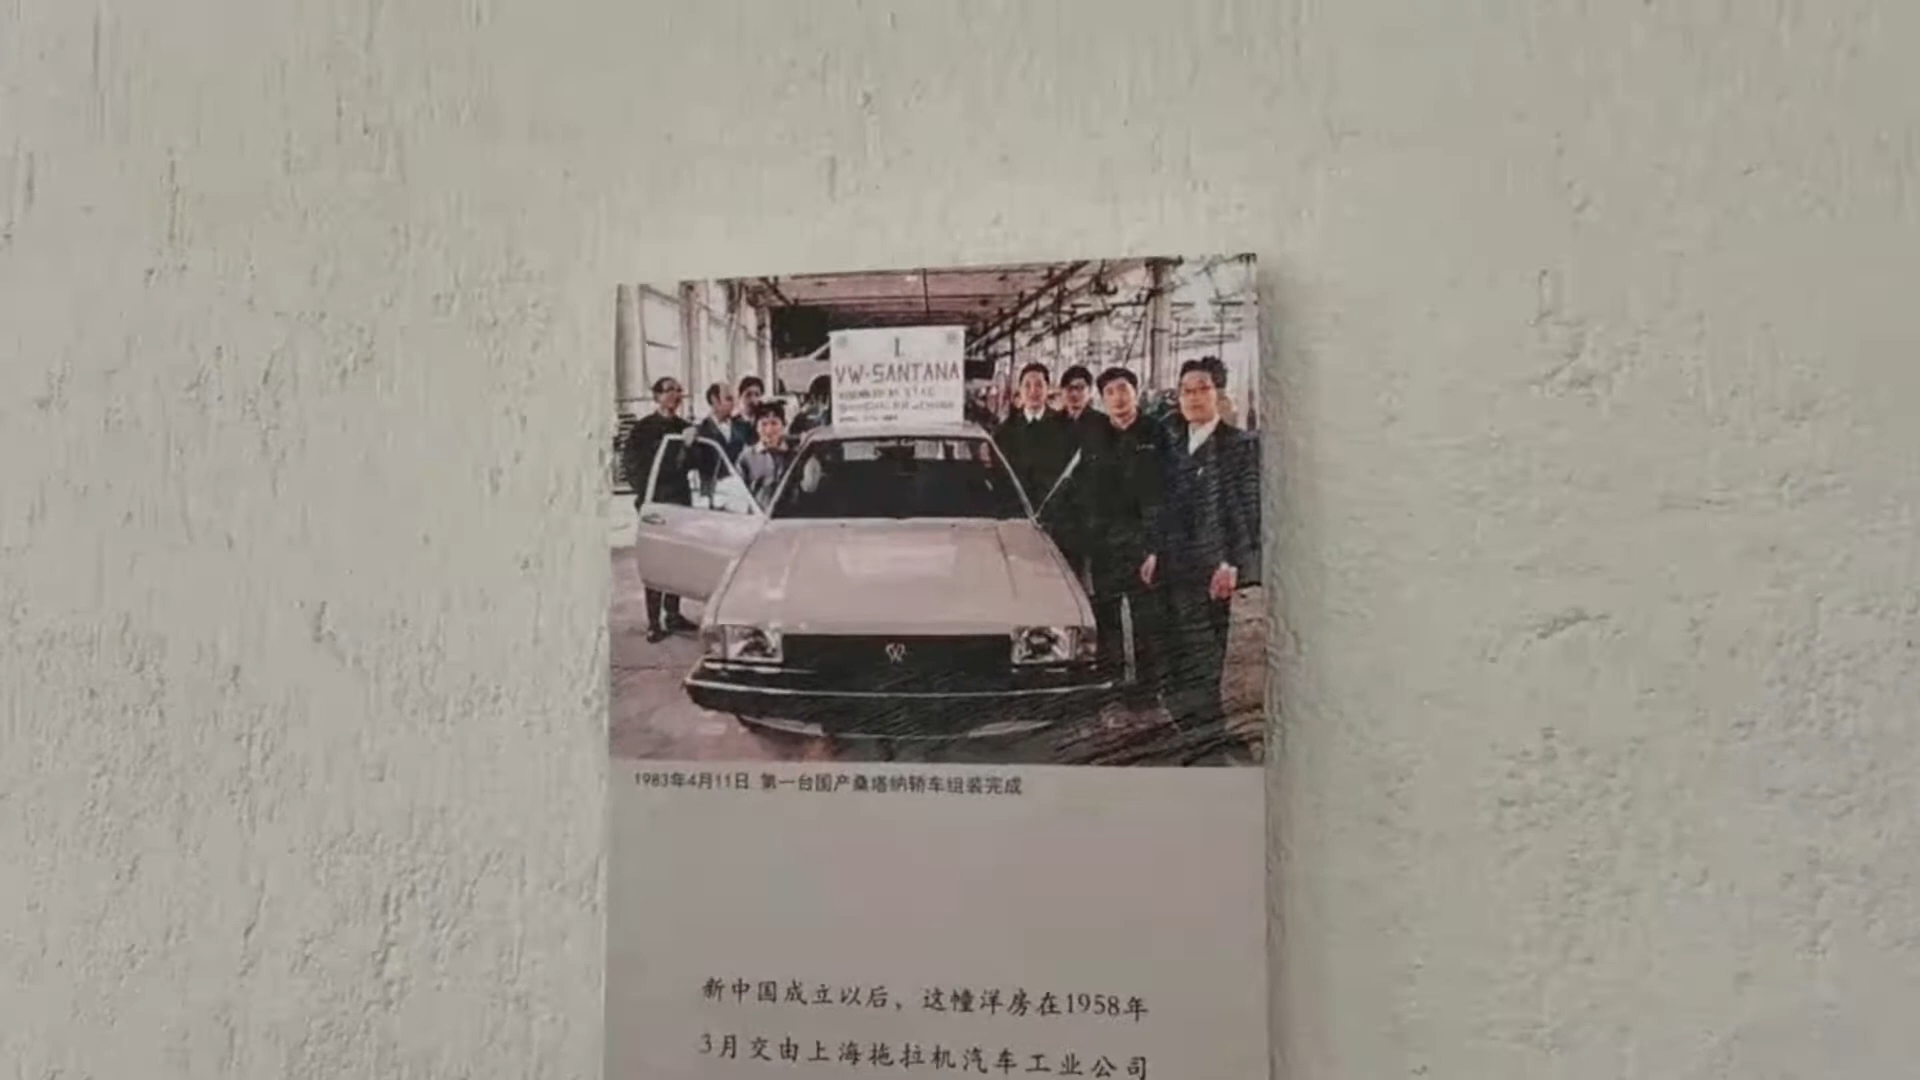 1.
VW-SANTANA
1983年4月11日 第一台国产桑塔纳轿车组装完成
新中国成立以后，这幢洋房在1958年
3月交由上海拖拉机汽车工业公司